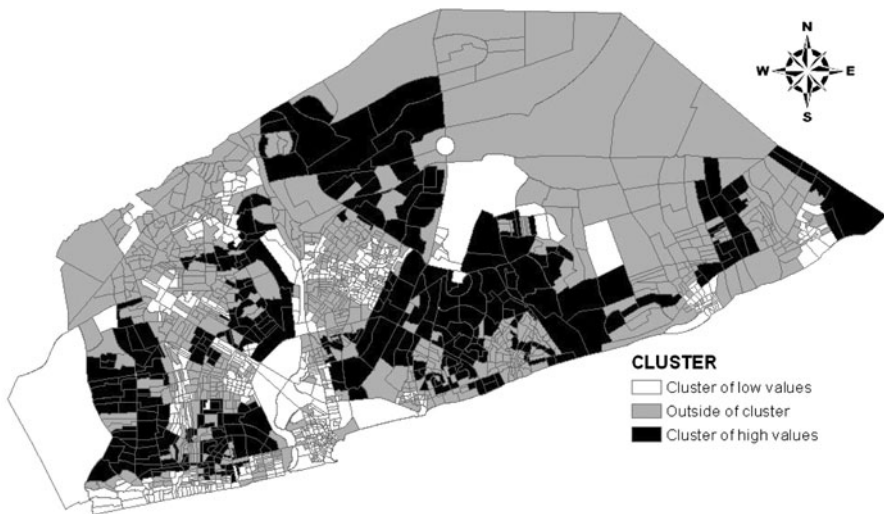 N
W E
S
CLUSTER
Cluster of low values
Outside of cluster
Cluster of high values